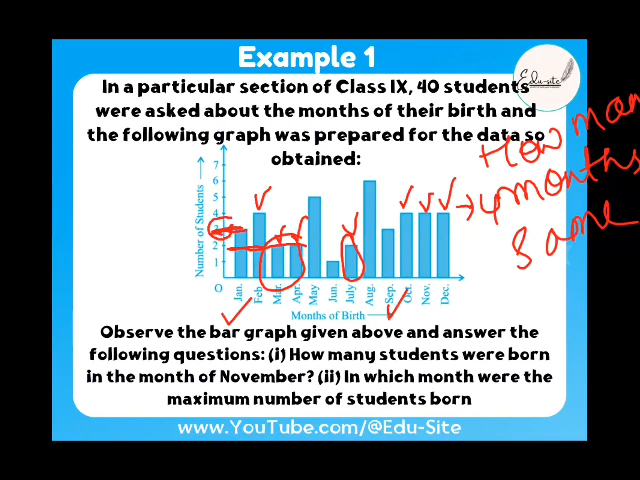 Example 1
Edu-site
In a particular section of Class IX, 40 students
were asked about the months of their birth and
the following graph was prepared for the data so
obtained:
How man
months
→ 4
Same
Number of Students
7
6
5
4
3
2
1
O
Jan. Feb Mar. Apr. May Jun. July Aug. Sep. Oct. Nov. Dec.
Months of Birth
Observe the bar graph given above and answer the
following questions: (i) How many students were born
in the month of November? (ii) In which month were the
maximum number of students born
www.YouTube.com/@Edu-Site